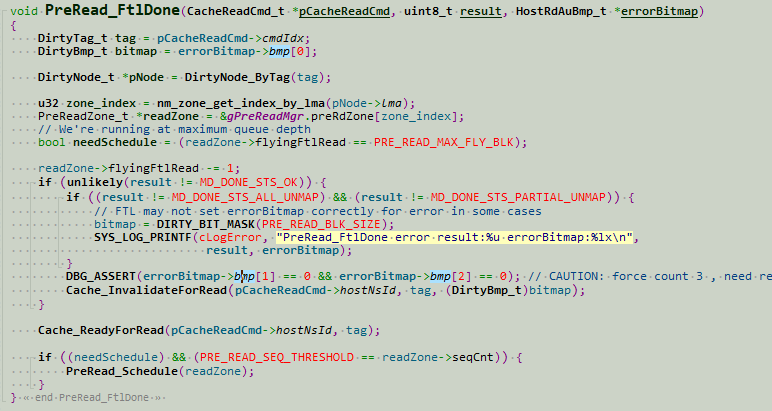 void PreRead_FtlDone(CacheReadCmd_t *pCacheReadCmd, uint8_t result, HostRdAuBmp_t *errorBitmap)
{
DirtyTag_t tag = pCacheReadCmd->cmdIdx;
DirtyBmp_t bitmap = errorBitmap->bmp[0];
DirtyNode_t *pNode = DirtyNode_ByTag(tag);
u32 zone_index = nm_zone_get_index_by_lma(pNode->lma);
PreReadZone_t *readZone = &gPreReadMgr.preRdZone[zone_index];
// We're running at maximum queue depth
bool needSchedule = (readZone->flyingFtlRead == PRE_READ_MAX_FLY_BLK);
readZone->flyingFtlRead -= 1;
if (unlikely(result != MD_DONE_STS_OK)) {
if ((result != MD_DONE_STS_ALL_UNMAP) && (result != MD_DONE_STS_PARTIAL_UNMAP)) {
// FTL may not set errorBitmap correctly for error in some cases
bitmap = DIRTY_BIT_MASK(PRE_READ_BLK_SIZE);
SYS_LOG_PRINTF(cLogError, "PreRead_FtlDone error result:%u errorBitmap:%lx\n",
result, errorBitmap);
}
DBG_ASSERT(errorBitmap->bmp[1] == 0 && errorBitmap->bmp[2] == 0); // CAUTION: force count 3 , need re
Cache_InvalidateForRead(pCacheReadCmd->hostNsId, tag, (DirtyBmp_t)bitmap);
}
Cache_ReadyForRead(pCacheReadCmd->hostNsId, tag);
if ((needSchedule) && (PRE_READ_SEQ_THRESHOLD == readZone->seqCnt)) {
PreRead_Schedule(readZone);
}
} « end PreRead_FtlDone »